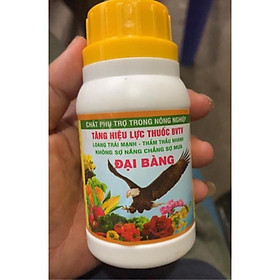 CHẤT PHỤ TRỢ TRONG NÔNG NGHIỆP
TĂNG HIỆU LỰC THUỐC BVTV
LOANG TRẢI MẠNH - THẨM THẤU NHANH
KHÔNG SỢ NẮNG CHẲNG SỢ MƯA
ĐẠI BÀNG